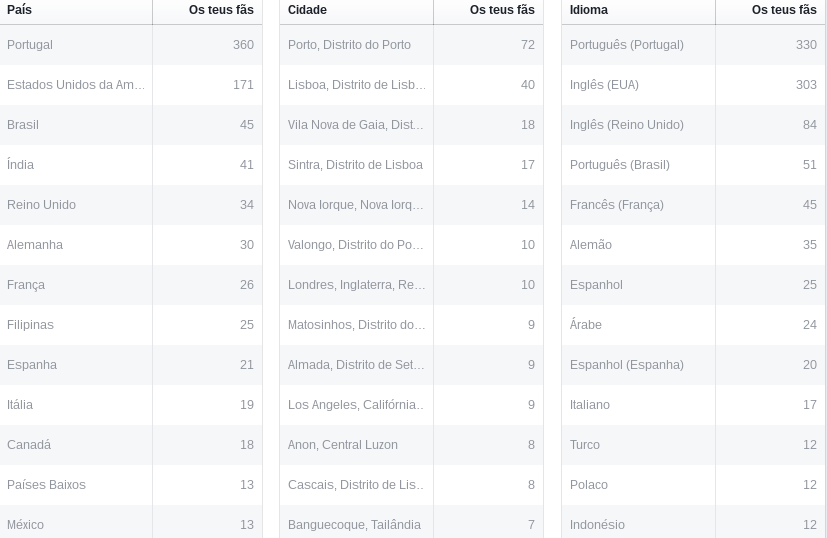 País Os teus fãs Cidade Os teus fãs Idioma Os teus fãs
Portugal 360 Porto, Distrito do Porto 72 Português (Portugal) 330
Estados Unidos da Am... 171 Lisboa, Distrito de Lisb... 40 Inglês (EUA) 303
Brasil 45 Vila Nova de Gaia, Dist... 18 Inglês (Reino Unido) 84
Índia 41 Sintra, Distrito de Lisboa 17 Português (Brasil) 51
Reino Unido 34 Nova Iorque, Nova Iorq... 14 Francês (França) 45
Alemanha 30 Valongo, Distrito do Po... 10 Alemão 35
França 26 Londres, Inglaterra, Re... 10 Espanhol 25
Filipinas 25 Matosinhos, Distrito do... 9 Árabe 24
Espanha 21 Almada, Distrito de Set... 9 Espanhol (Espanha) 20
Itália 19 Los Angeles, Califórnia.. 9 Italiano 17
Canadá 18 Anon, Central Luzon 8 Turco 12
Países Baixos 13 Cascais, Distrito de Lis.. 8 Polaco 12
México 13 Banguecoque, Tailândia 7 Indonésio 12